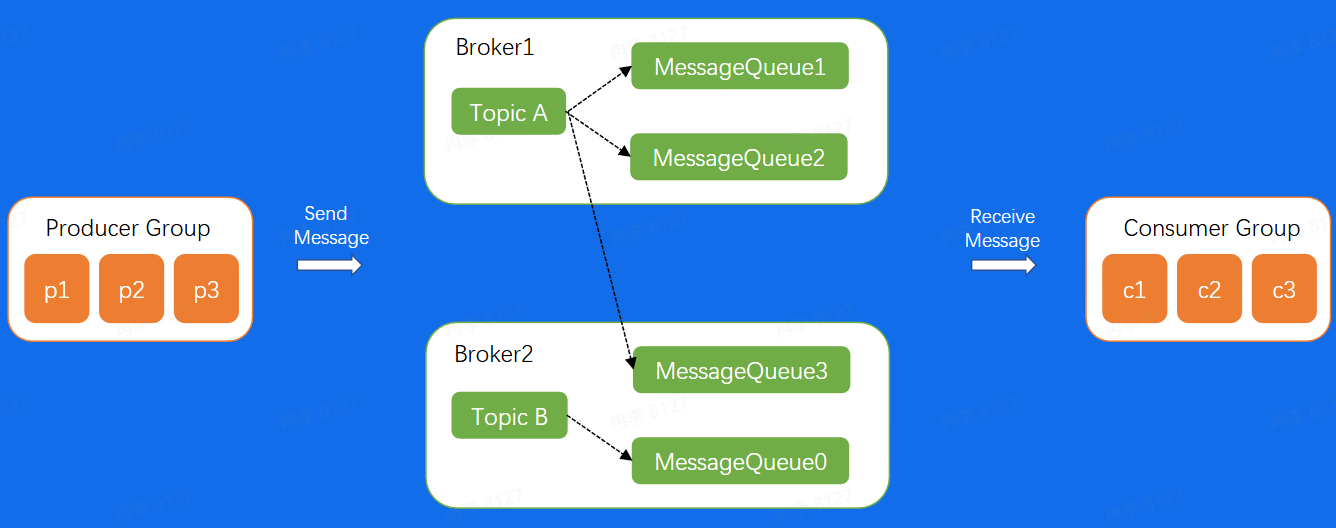 Broker1
MessageQueue1
Topic A
MessageQueue2
Producer Group
p1 p2 p3
Send
Message
Receive
Message
Consumer Group
c1 c2 c3
Broker2
MessageQueue3
Topic B
MessageQueue0